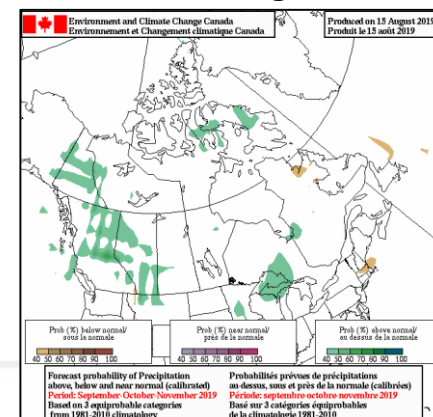 Environment and Climate Change Canada
Environnement et Changement climatique Canada
Produced on 15 August 2019
Produit le 15 août 2019
Prob (%) below normal/
sous la normale
40 50 60 70 80 90 100
Prob (%) near normal/
près de la normale
40 50 60 70 80 90 100
Prob (%) above normal/
au dessus de la normale
40 50 60 70 80 90 100
Forecast probability of Precipitation
above, below and near normal (calibrated)
Period: September-October-November 2019
Based on 3 equiprobable categories
from 1981-2010 climatology
Probabilités prévues de précipitations
au-dessus, sous et près de la normale (calibrées)
Période: septembre-octobre-novembre 2019
Basé sur 3 catégories équiprobables
de la climatologie 1981-2010